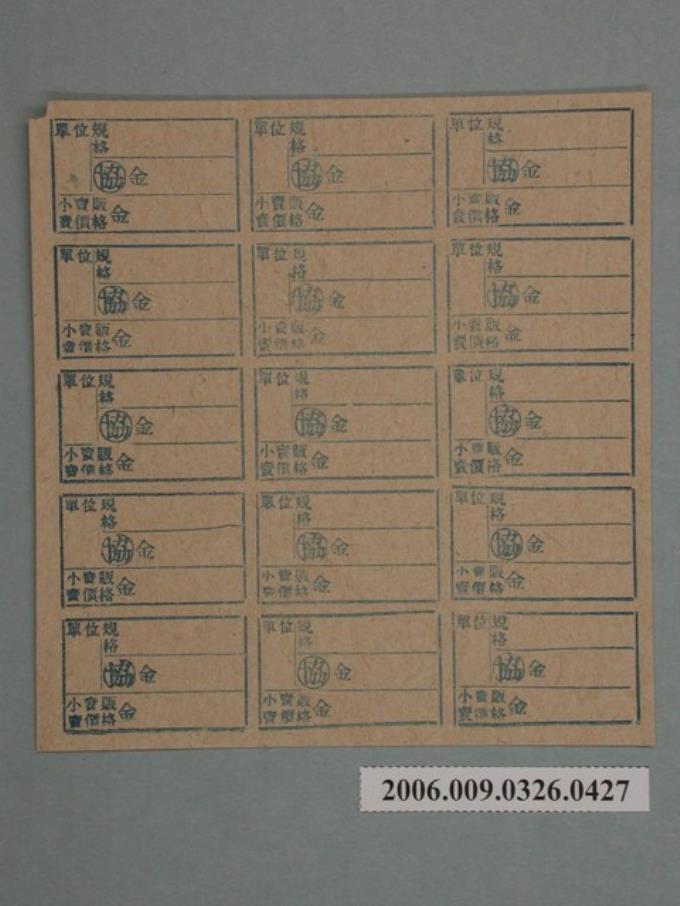 單位規
格
協金
小賣販
賣價格金
單位規
格
協金
小賣販
賣價格金
單位規
格
協金
小賣販
賣價格金
單位規
格
協金
小賣販
賣價格金
單位規
格
協金
小賣販
賣價格金
單位規
格
協金
小賣販
賣價格金
單位規
格
協金
小賣販
賣價格金
單位規
格
協金
小賣販
賣價格金
單位規
格
協金
小賣販
賣價格金
單位規
格
協金
小賣販
賣價格金
單位規
格
協金
小賣販
賣價格金
單位規
格
協金
小賣販
賣價格金
單位規
格
協金
小賣販
賣價格金
單位規
格
協金
小賣販
賣價格金
單位規
格
協金
小賣販
賣價格金
2006.009.0326.0427